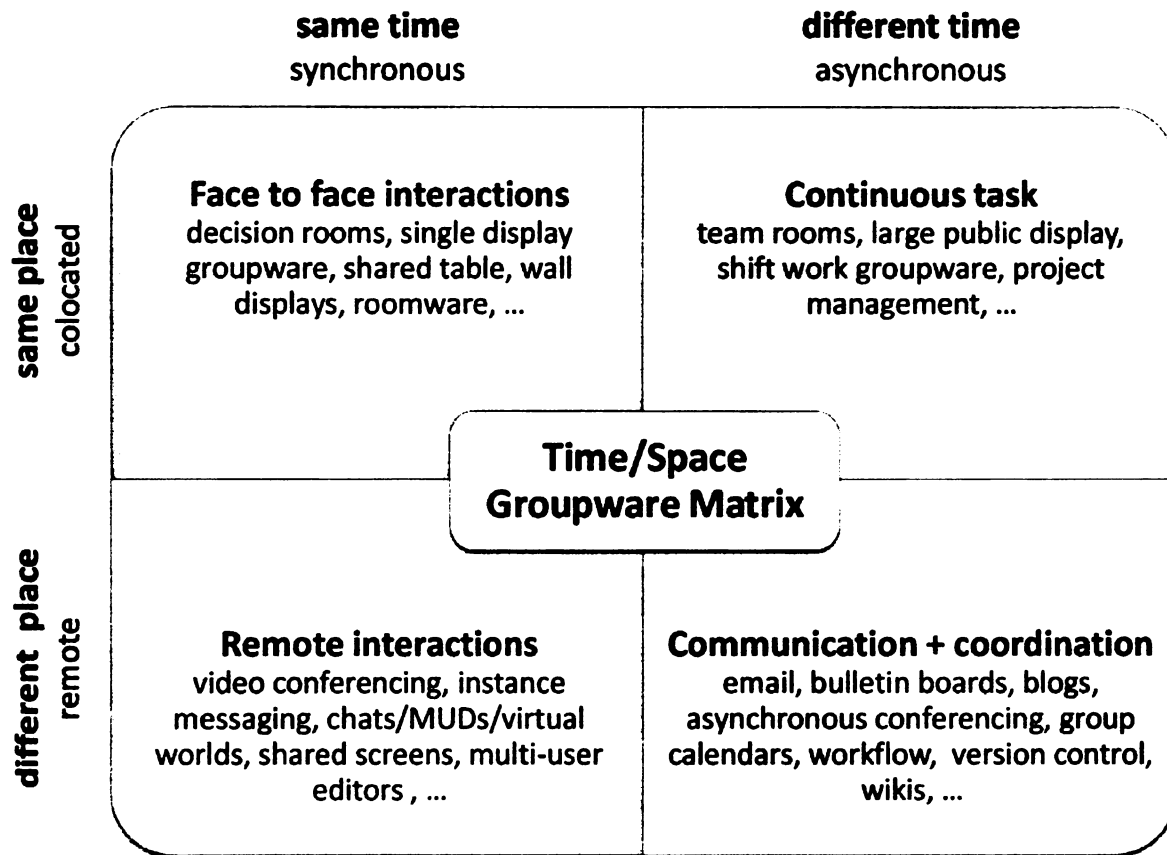 same time
synchronous
different time
asynchronous
same place
colocated
Face to face interactions
decision rooms, single display
groupware, shared table, wall
displays, roomware, ...
Continuous task
team rooms, large public display,
shift work groupware, project
management, ...
Time/Space
Groupware Matrix
different place
remote
Remote interactions
video conferencing, instance
messaging, chats/MUDs/virtual
worlds, shared screens, multi-user
editors , ...
Communication + coordination
email, bulletin boards, blogs,
asynchronous conferencing, group
calendars, workflow, version control,
wikis, ...